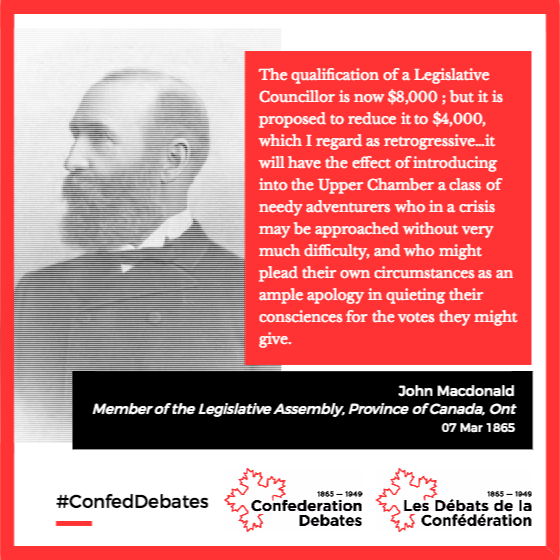 The qualification of a Legislative
Councillor is now $8,000 ; but it is
proposed to reduce it to $4,000,
which I regard as retrogressive...it
will have the effect of introducing
into the Upper Chamber a class of
needy adventurers who in a crisis
may be approached without very
much difficulty, and who might
plead their own circumstances as an
ample apology in quieting their
consciences for the votes they might
give.
John Macdonald
Member of the Legislative Assembly, Province of Canada, Ont
07 Mar 1865
#ConfedDebates
1865 — 1949
Confederation
Debates
1865 — 1949
Les Débats de la
Confédération